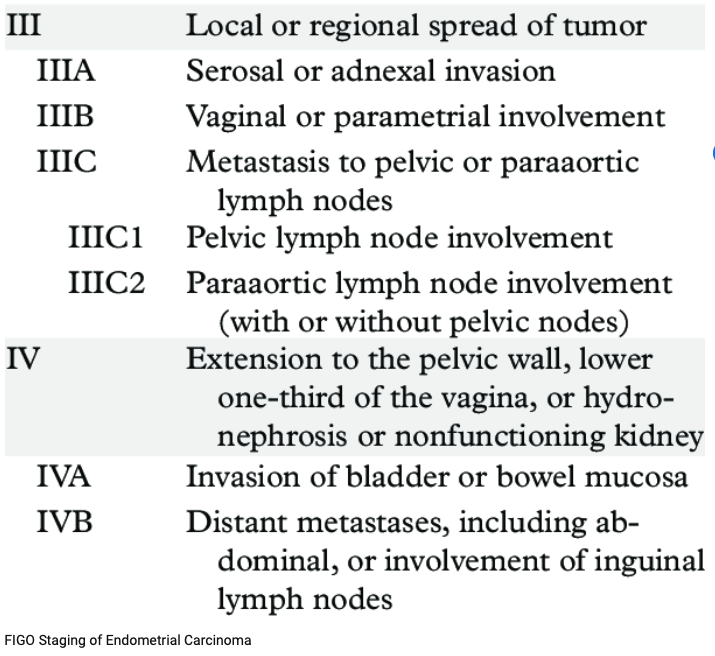 III Local or regional spread of tumor
IIIA Serosal or adnexal invasion
IIIB Vaginal or parametrial involvement
IIIC Metastasis to pelvic or paraaortic
lymph nodes
IIIC1 Pelvic lymph node involvement
IIIC2 Paraaortic lymph node involvement
(with or without pelvic nodes)
IV Extension to the pelvic wall, lower
one-third of the vagina, or hydro-
nephrosis or nonfunctioning kidney
IVA Invasion of bladder or bowel mucosa
IVB Distant metastases, including ab-
dominal, or involvement of inguinal
lymph nodes
FIGO Staging of Endometrial Carcinoma